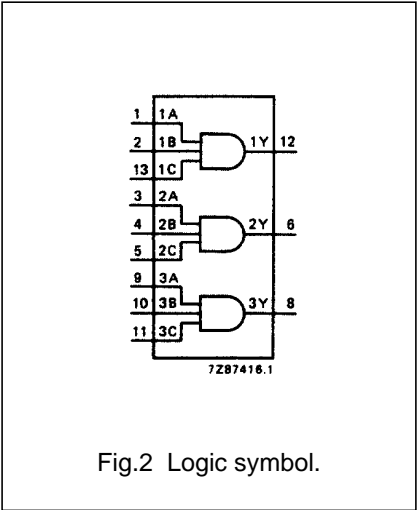 1 1A
2 1B 1Y 12
13 1C
3 2A
4 2B 2Y 6
5 2C
9 3A
10 3B 3Y 8
11 3C
7Z87416.1
Fig.2 Logic symbol.